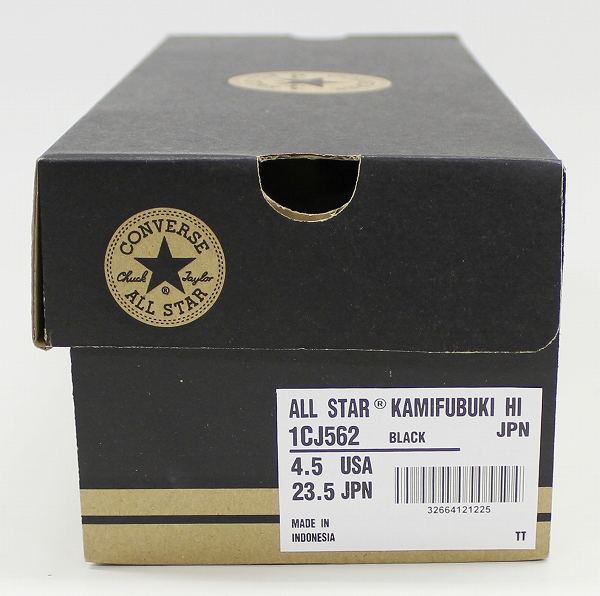 CONVERSE
Chuck Taylor
®
ALL STAR
ALL STAR® KAMIFUBUKI HI
1CJ562 BLACK JPN
4.5 USA
23.5 JPN
32664121225
MADE IN
INDONESIA
TT